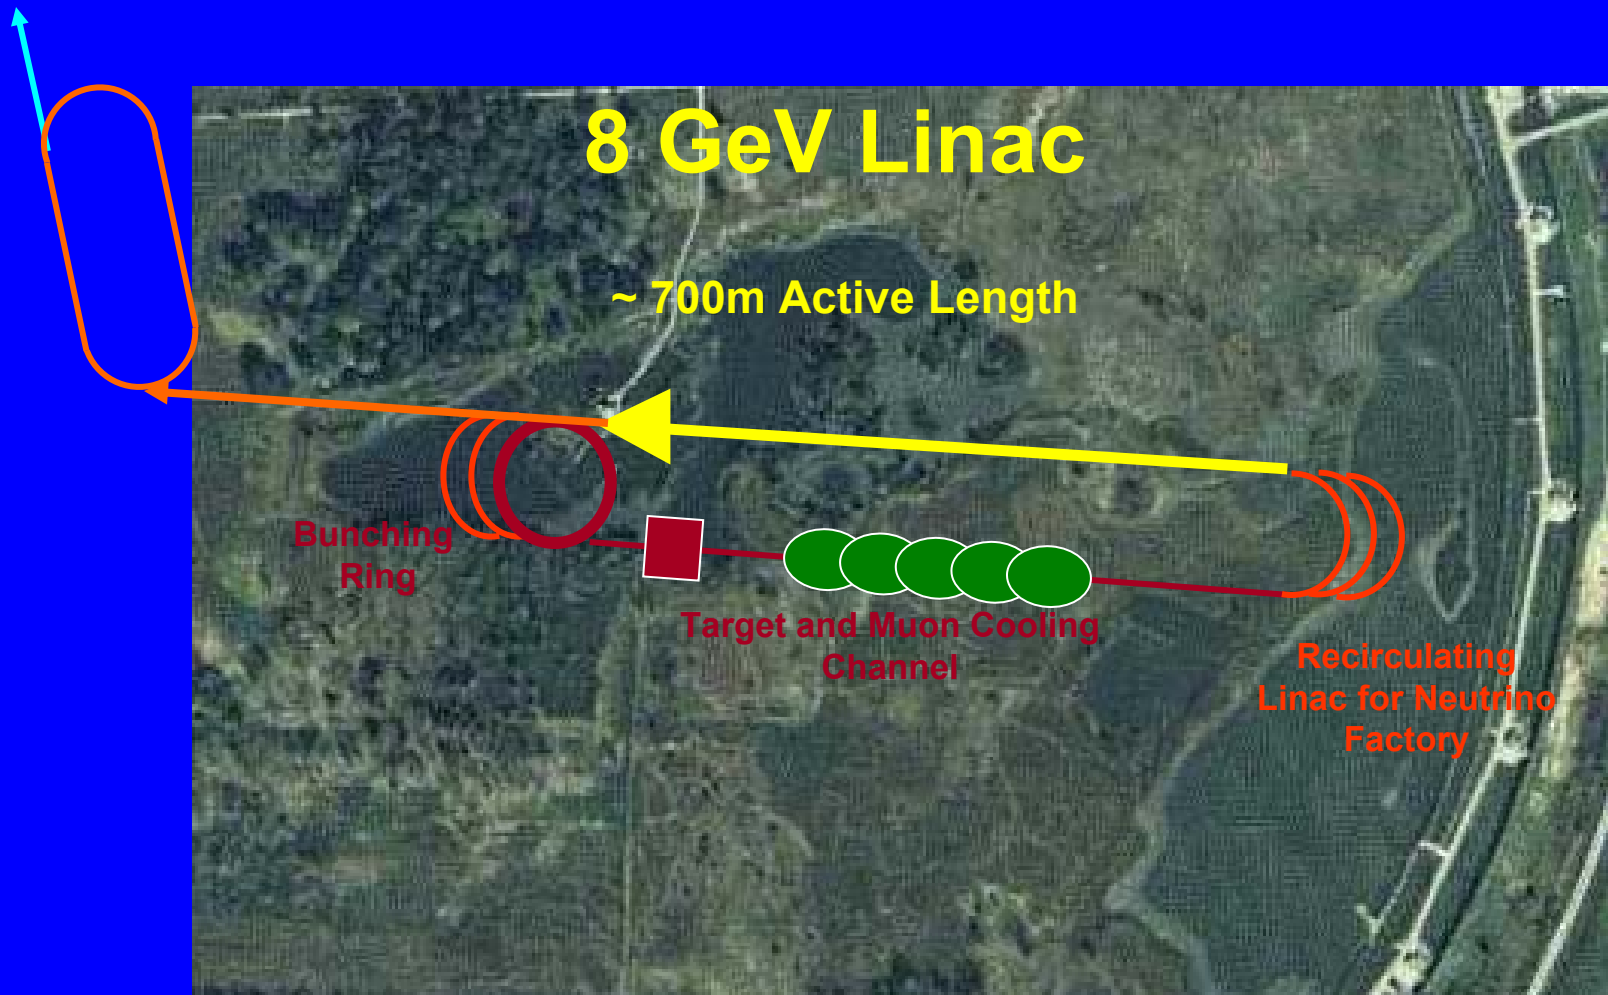 8 GeV Linac
~ 700m Active Length
Bunching
Ring
Target and Muon Cooling
Channel
Recirculating
Linac for Neutrino
Factory